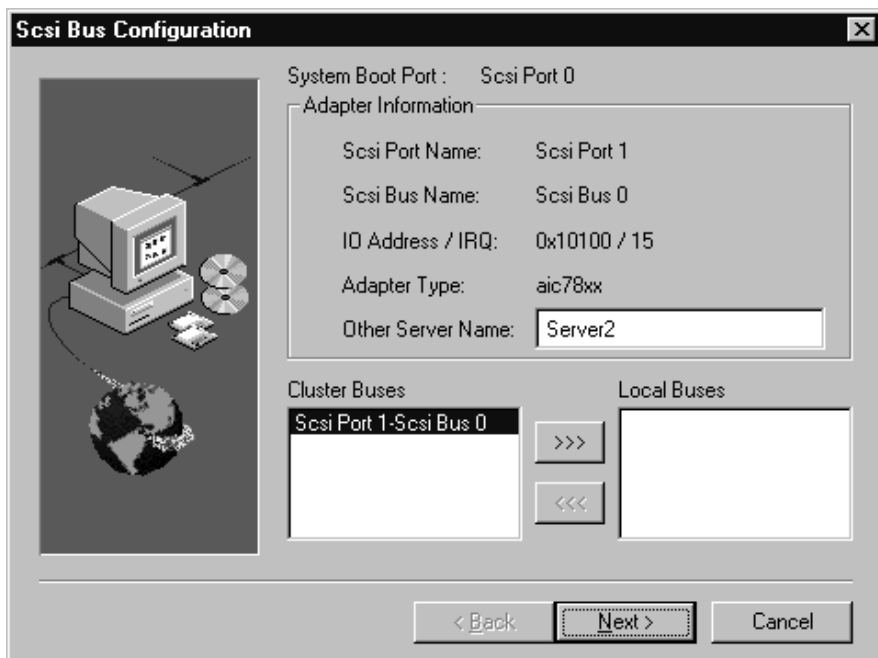 Scsi Bus Configuration
System Boot Port : Scsi Port 0
Adapter Information
Scsi Port Name: Scsi Port 1
Scsi Bus Name: Scsi Bus 0
IO Address / IRQ: 0x10100 / 15
Adapter Type: aic78xx
Other Server Name: Server2
Cluster Buses
Local Buses
Scsi Port 1-Scsi Bus 0
>>>
<<<
< Back
Next >
Cancel